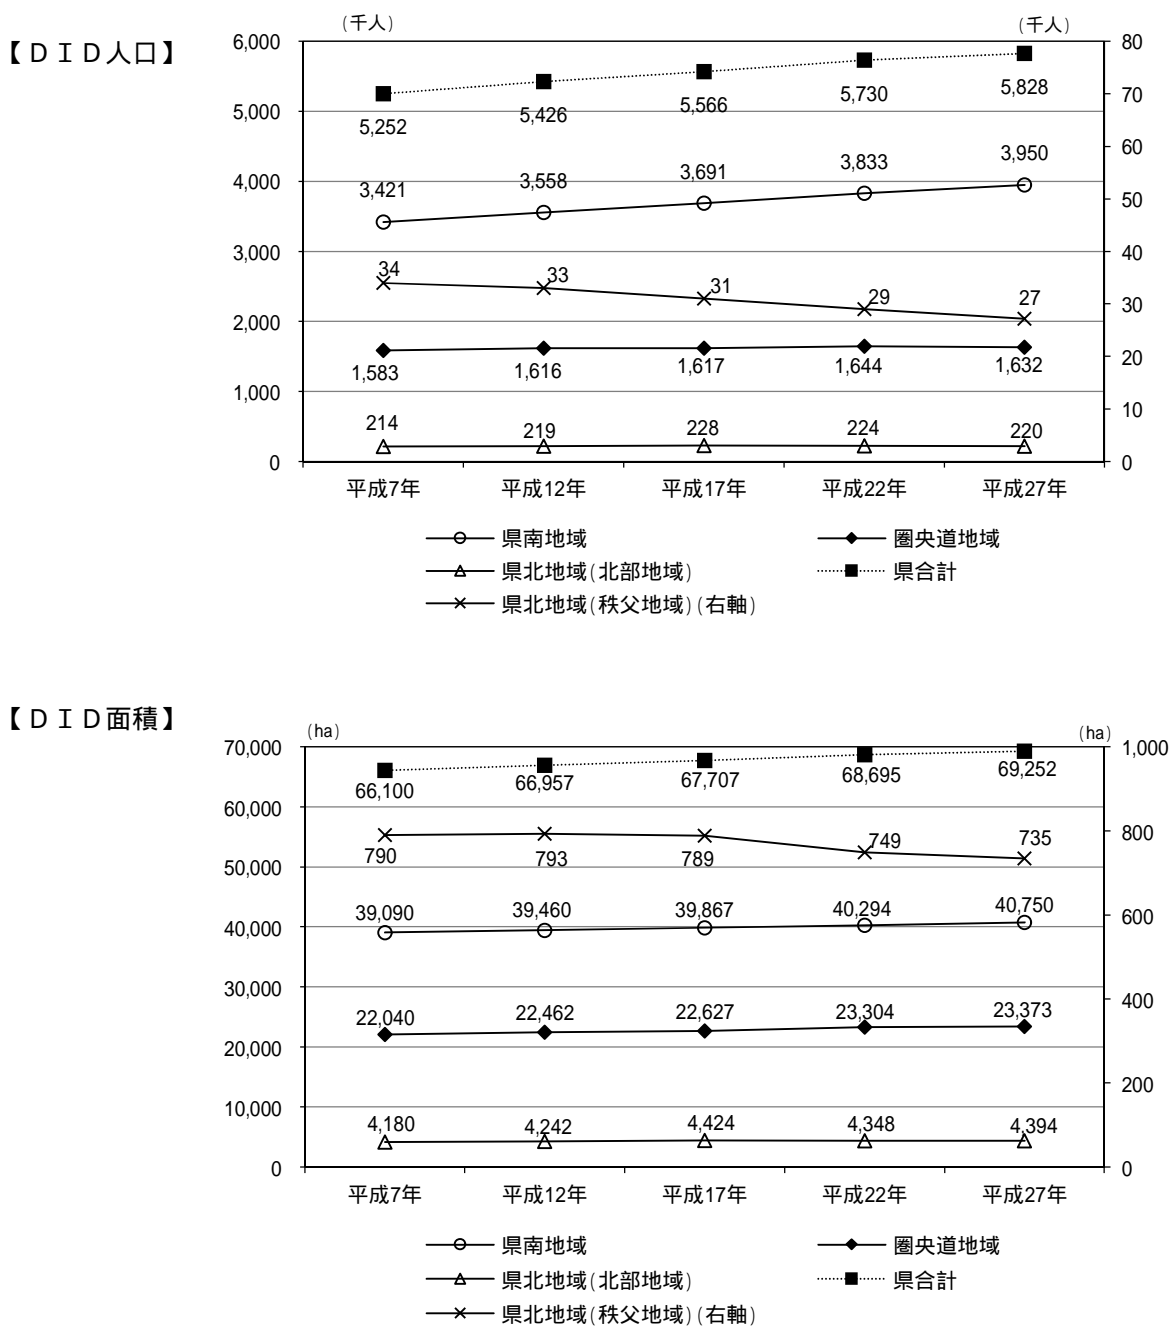 【ＤＩＤ人口】
(千人) (千人)
6,000 80
5,000 70
4,000 60
3,000 50
2,000 40
1,000 30
0 20
10
0
5,252 5,426 5,566 5,730 5,828
3,421 3,558 3,691 3,833 3,950
34 33 31 29 27
1,583 1,616 1,617 1,644 1,632
214 219 228 224 220
平成7年 平成12年 平成17年 平成22年 平成27年
県南地域 圏央道地域
県北地域(北部地域) 県合計
県北地域(秩父地域)(右軸)
【ＤＩＤ面積】
(ha) (ha)
70,000 1,000
60,000 800
50,000 600
40,000 400
30,000 200
20,000 0
10,000
0
66,100 66,957 67,707 68,695 69,252
790 793 789 749 735
39,090 39,460 39,867 40,294 40,750
22,040 22,462 22,627 23,304 23,373
4,180 4,242 4,424 4,348 4,394
平成7年 平成12年 平成17年 平成22年 平成27年
県南地域 圏央道地域
県北地域(北部地域) 県合計
県北地域(秩父地域)(右軸)